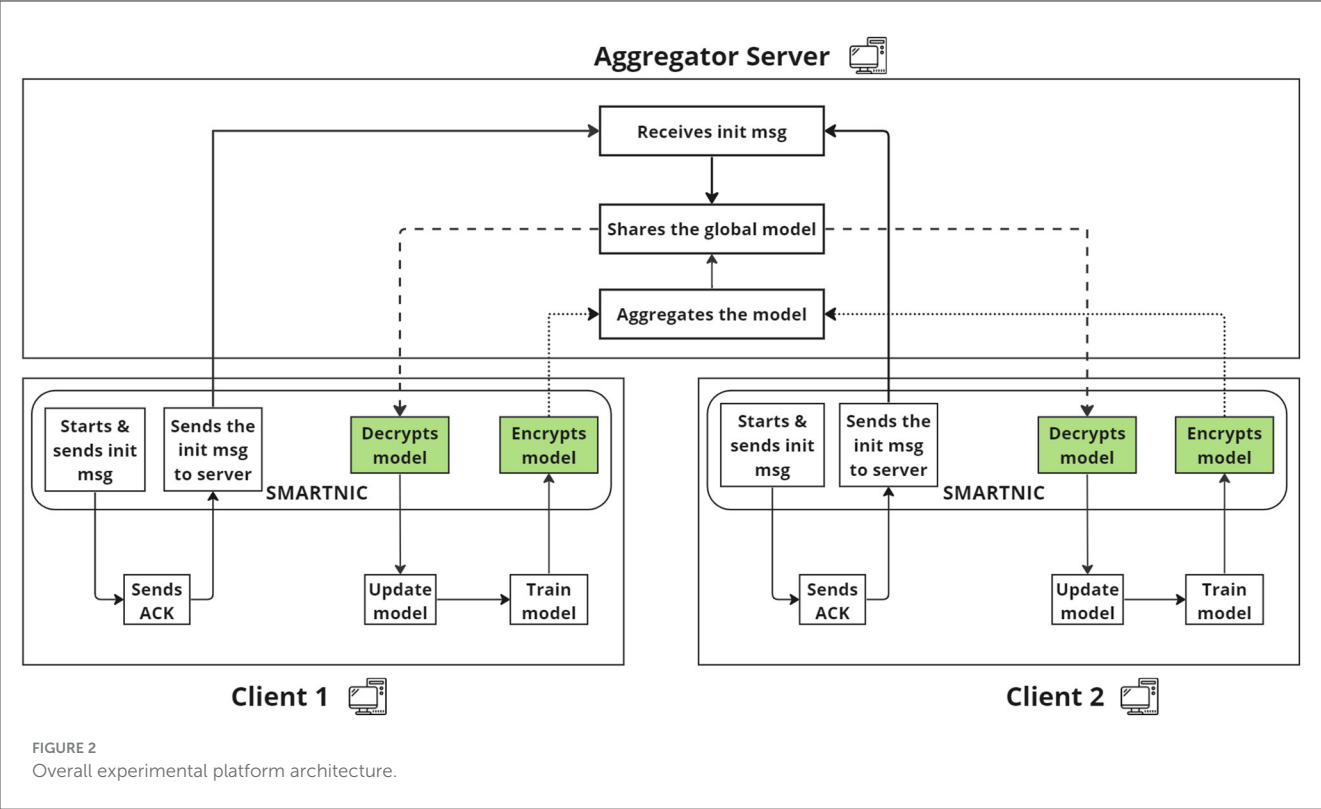 Aggregator Server
Receives init msg
Shares the global model
Aggregates the model
Starts &
sends init
msg
Sends the
init msg
to server
Decrypts
model
Encrypts
model
SMARTNIC
Sends
ACK
Update
model
Train
model
Client 1
Starts &
sends init
msg
Sends the
init msg
to server
Decrypts
model
Encrypts
model
SMARTNIC
Sends
ACK
Update
model
Train
model
Client 2
FIGURE 2
Overall experimental platform architecture.